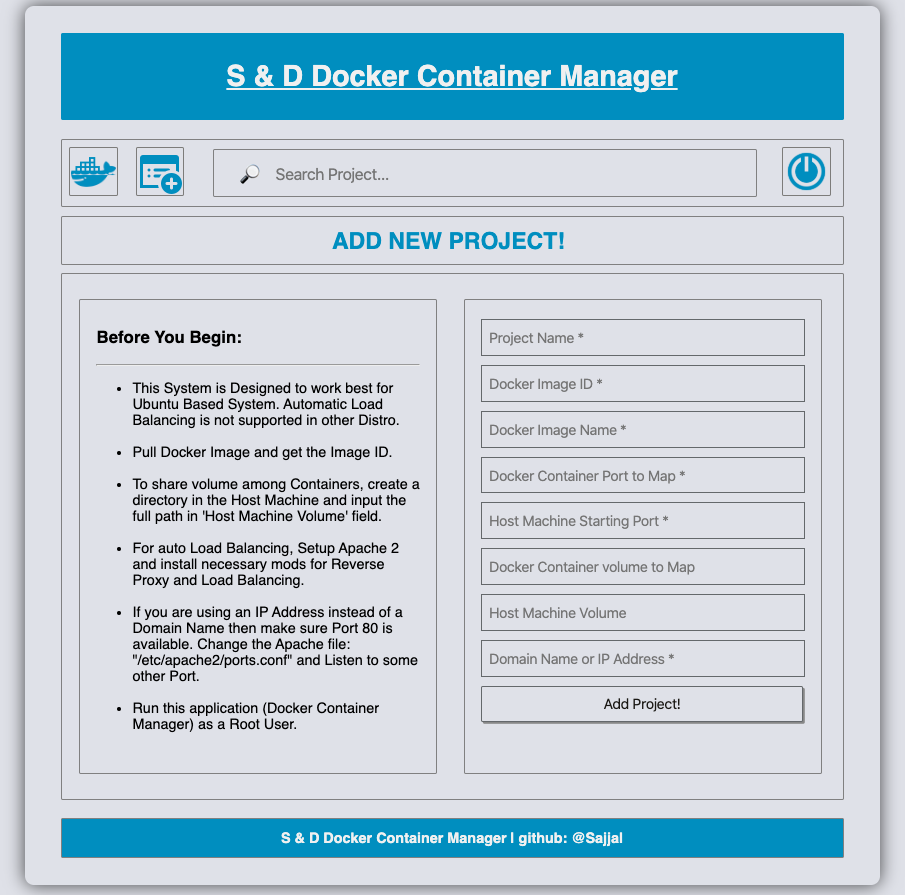 S & D Docker Container Manager
Search Project...
ADD NEW PROJECT!
Before You Begin:
• This System is Designed to work best for
Ubuntu Based System. Automatic Load
Balancing is not supported in other Distro.
• Pull Docker Image and get the Image ID.
• To share volume among Containers, create a
directory in the Host Machine and input the
full path in 'Host Machine Volume' field.
• For auto Load Balancing, Setup Apache 2
and install necessary mods for Reverse
Proxy and Load Balancing.
• If you are using an IP Address instead of a
Domain Name then make sure Port 80 is
available. Change the Apache file:
"/etc/apache2/ports.conf" and Listen to some
other Port.
• Run this application (Docker Container
Manager) as a Root User.
Project Name *
Docker Image ID *
Docker Image Name *
Docker Container Port to Map *
Host Machine Starting Port *
Docker Container volume to Map
Host Machine Volume
Domain Name or IP Address *
Add Project!
S & D Docker Container Manager | github: @Sajjal